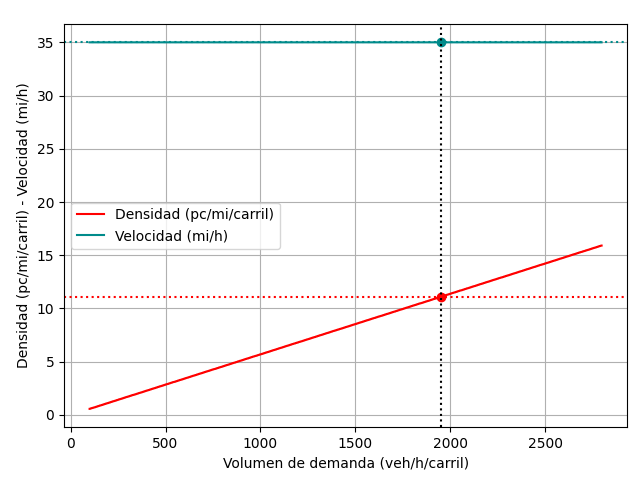 35
30
25
20
15
10
5
0
Densidad (pc/mi/carril) - Velocidad (mi/h)
Densidad (pc/mi/carril)
Velocidad (mi/h)
0 500 1000 1500 2000 2500
Volumen de demanda (veh/h/carril)